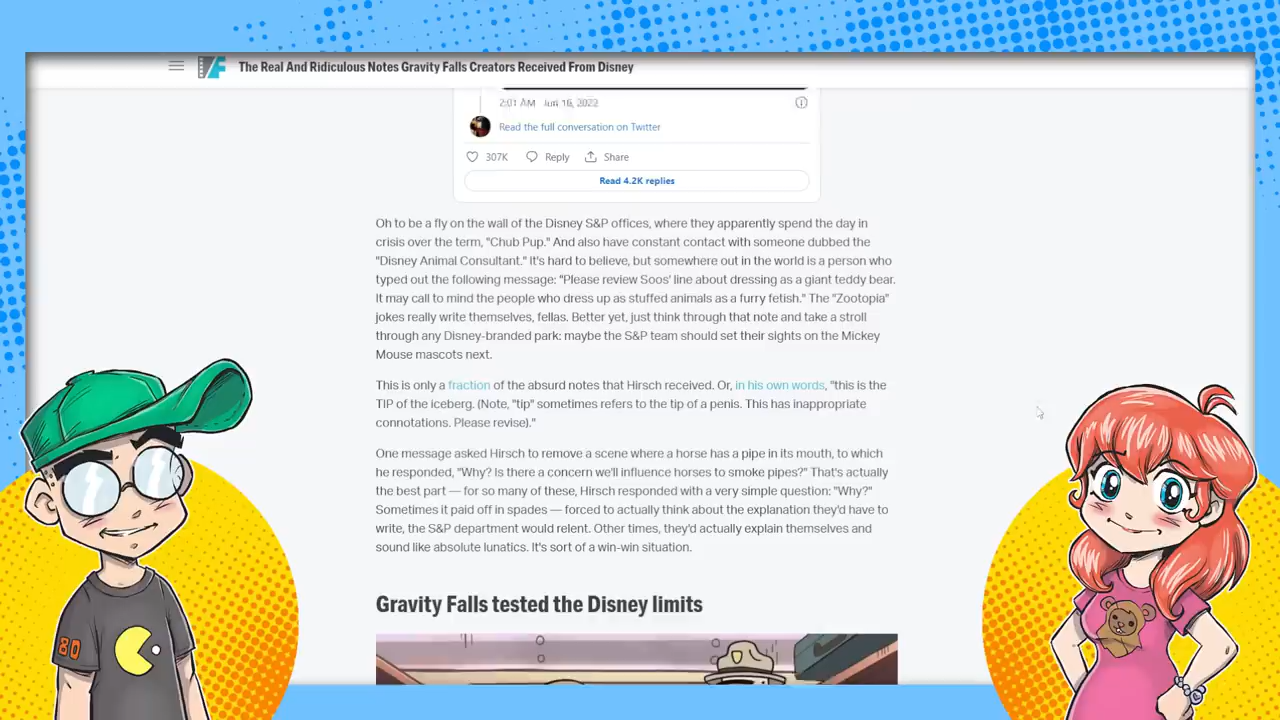 The Real And Ridiculous Notes Gravity Falls Creators Received From Disney
2:01 AM · Jun 16, 2022
Read the full conversation on Twitter
307K Reply Share
Read 4.2K replies
Oh to be a fly on the wall of the Disney S&P offices, where they apparently spend the day in
crisis over the term, "Chub Pup." And also have constant contact with someone dubbed the
"Disney Animal Consultant." It's hard to believe, but somewhere out in the world is a person who
typed out the following message: "Please review Soos' line about dressing as a giant teddy bear.
It may call to mind the people who dress up as stuffed animals as a furry fetish." The "Zootopia"
jokes really write themselves, fellas. Better yet, just think through that note and take a stroll
through any Disney-branded park: maybe the S&P team should set their sights on the Mickey
Mouse mascots next.
This is only a fraction of the absurd notes that Hirsch received. Or, in his own words, "this is the
TIP of the iceberg. (Note, "tip" sometimes refers to the tip of a penis. This has inappropriate
connotations. Please revise)."
One message asked Hirsch to remove a scene where a horse has a pipe in its mouth, to which
he responded, "Why? Is there a concern we'll influence horses to smoke pipes?" That's actually
the best part — for so many of these, Hirsch responded with a very simple question: "Why?"
Sometimes it paid off in spades — forced to actually think about the explanation they'd have to
write, the S&P department would relent. Other times, they'd actually explain themselves and
sound like absolute lunatics. It's sort of a win-win situation.
Gravity Falls tested the Disney limits
80